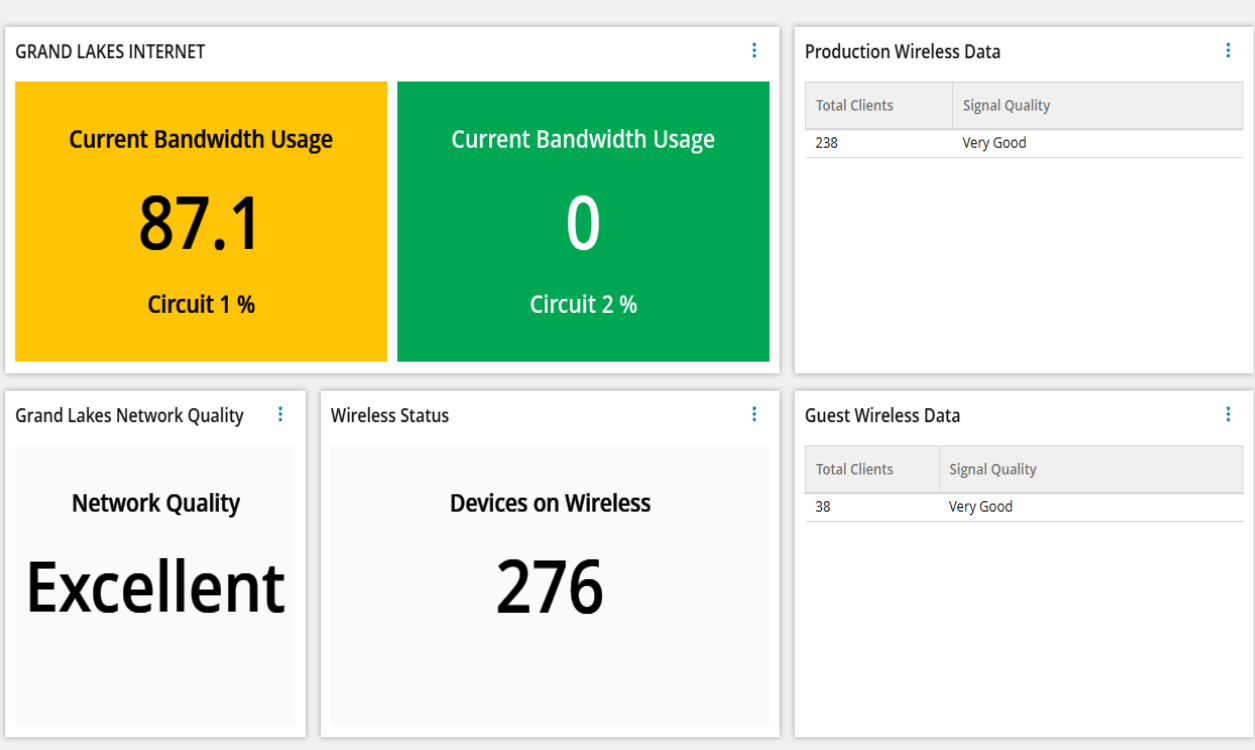 GRAND LAKES INTERNET
Current Bandwidth Usage
87.1
Circuit 1 %
Current Bandwidth Usage
0
Circuit 2 %
Production Wireless Data
Total Clients Signal Quality
238 Very Good
Grand Lakes Network Quality
Network Quality
Excellent
Wireless Status
Devices on Wireless
276
Guest Wireless Data
Total Clients Signal Quality
38 Very Good